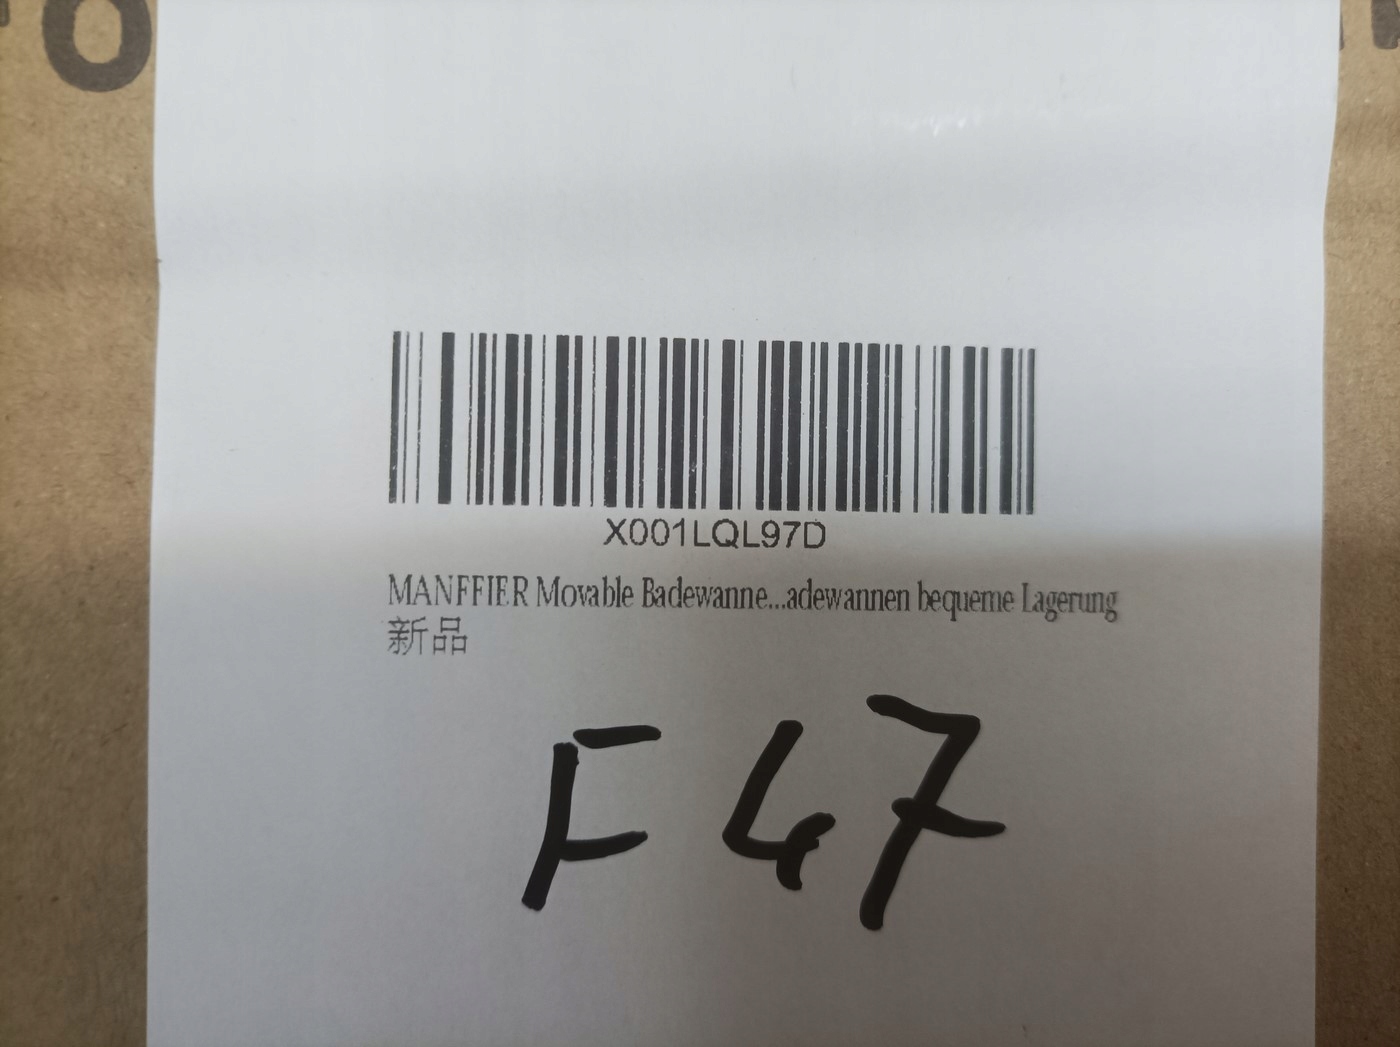 X001LQL97D
MANFFIER Movable Badewanne...adewannen bequeme Lagerung
新品
F47